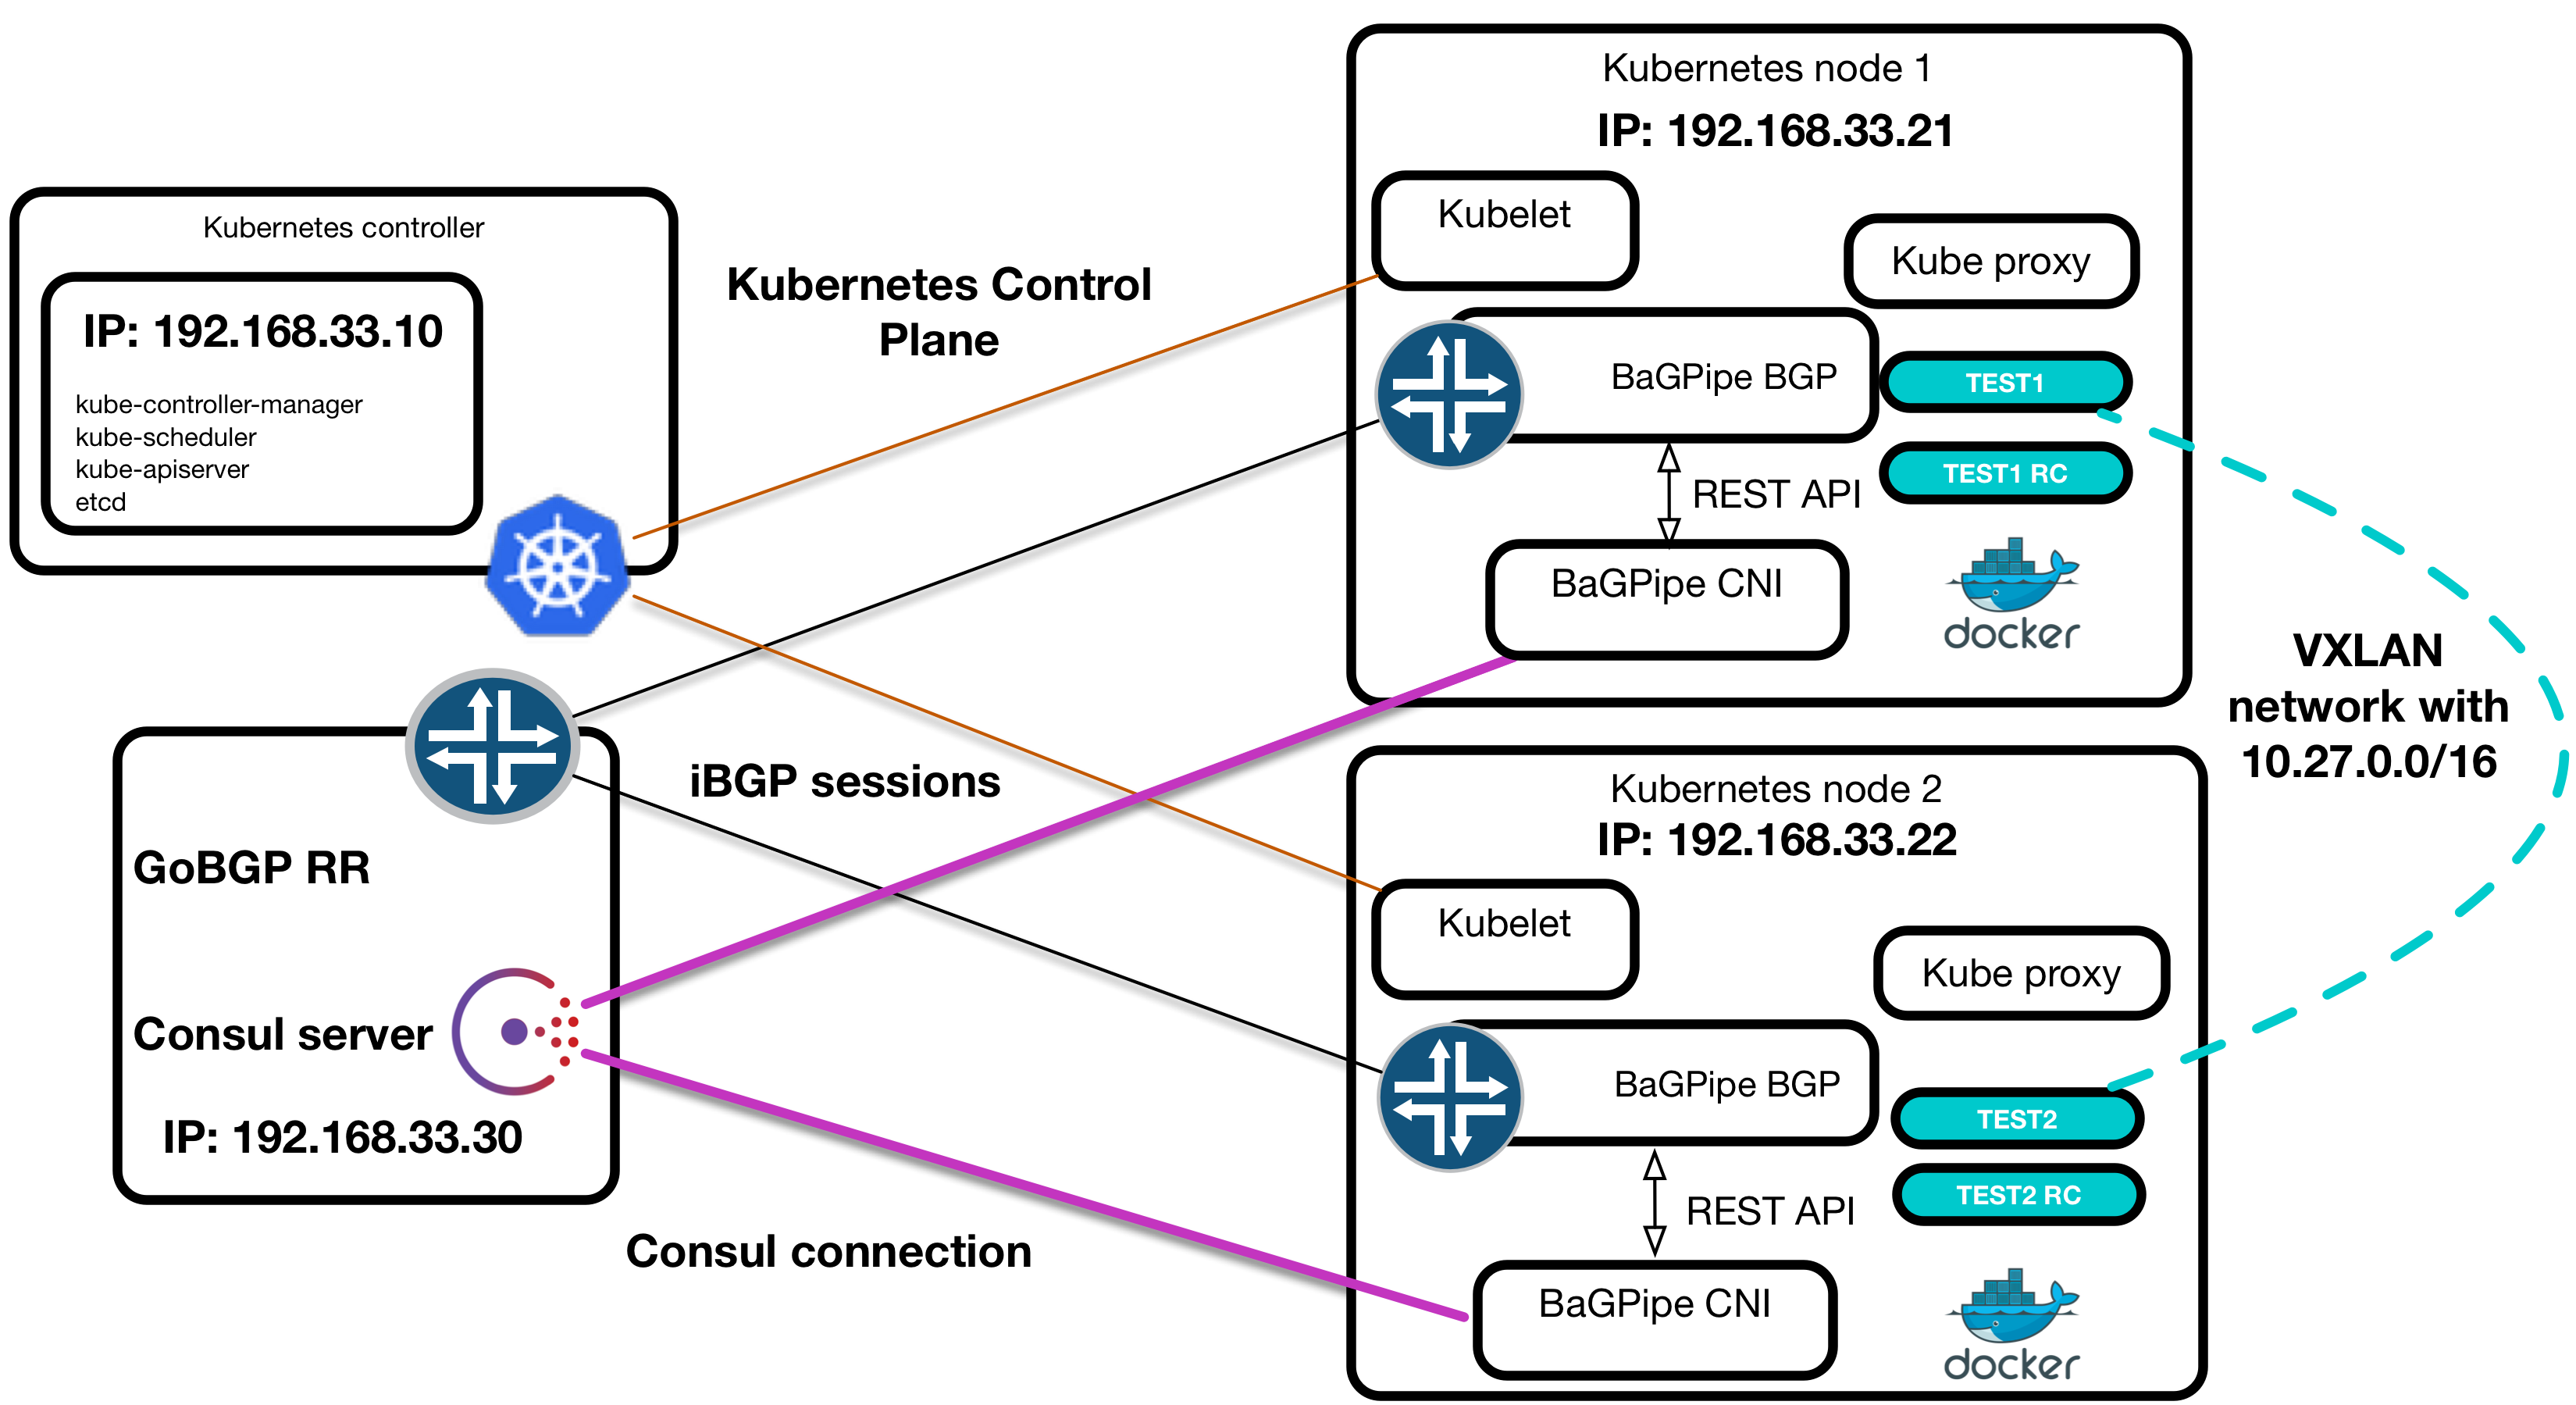 Kubernetes controller
IP: 192.168.33.10
kube-controller-manager
kube-scheduler
kube-apiserver
etcd
Kubernetes Control
Plane
GoBGP RR
Consul server
IP: 192.168.33.30
iBGP sessions
Consul connection
Kubernetes node 1
IP: 192.168.33.21
Kubelet
Kube proxy
BaGPipe BGP
TEST1
TEST1 RC
REST API
BaGPipe CNI
docker
Kubernetes node 2
IP: 192.168.33.22
Kubelet
Kube proxy
BaGPipe BGP
TEST2
TEST2 RC
REST API
BaGPipe CNI
docker
VXLAN
network with
10.27.0.0/16